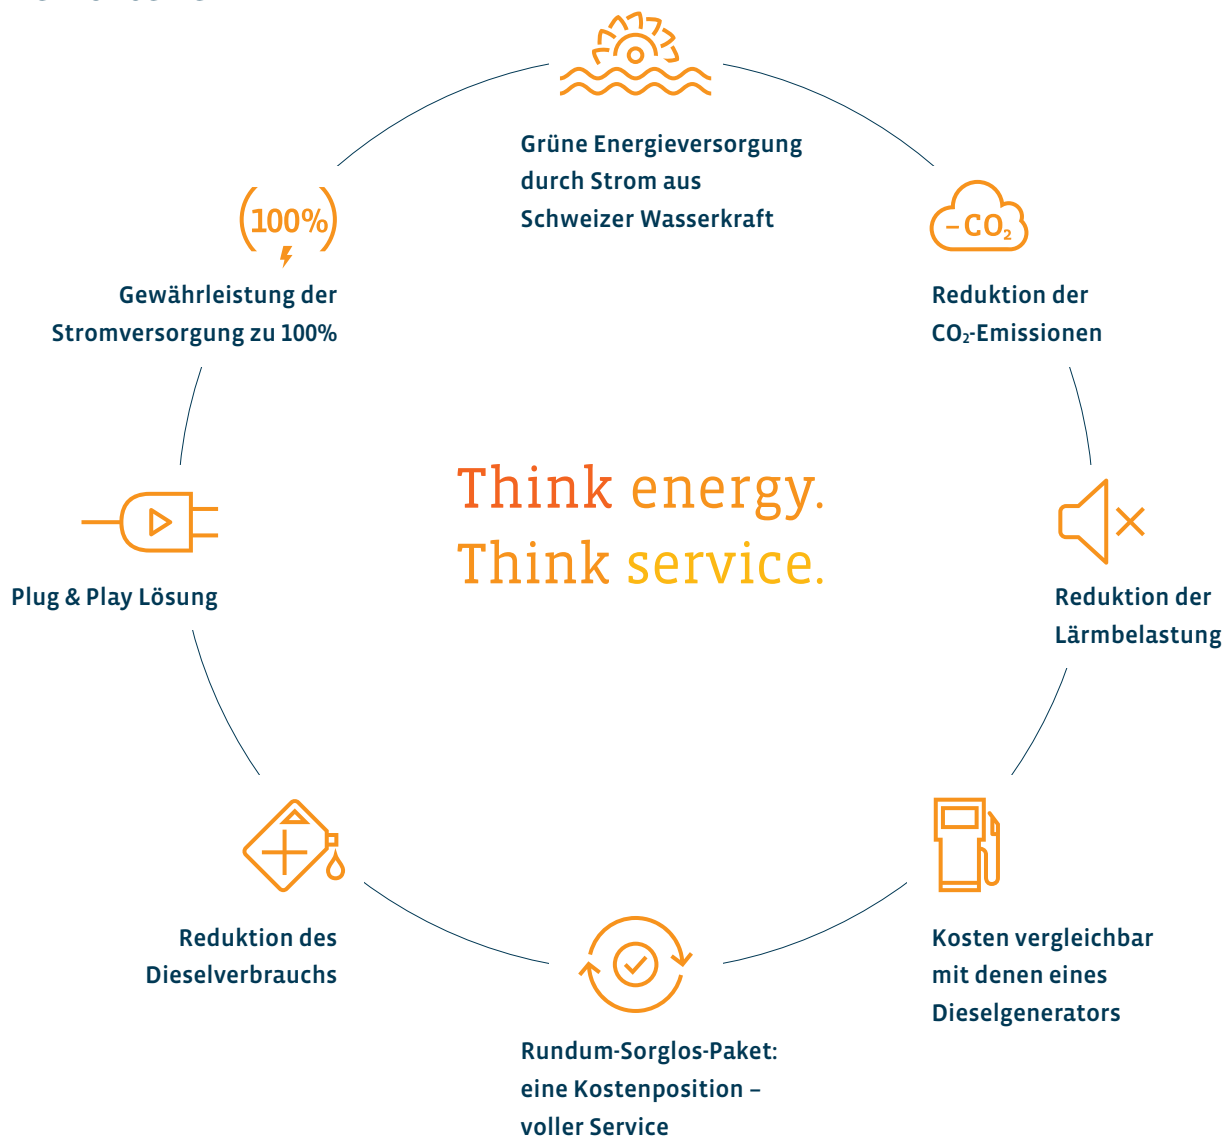 Grüne Energieversorgung
durch Strom aus
Schweizer Wasserkraft
– CO₂
Reduktion der
CO₂-Emissionen
Reduktion der
Lärmbelastung
Kosten vergleichbar
mit denen eines
Dieselgenerators
Rundum-Sorglos-Paket:
eine Kostenposition –
voller Service
Reduktion des
Dieselverbrauchs
Plug & Play Lösung
(100%)
Gewährleistung der
Stromversorgung zu 100%
Think energy.
Think service.